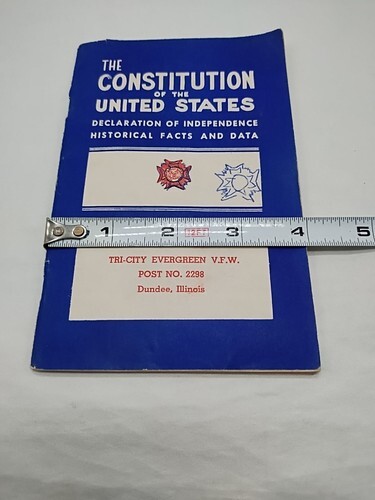 THE
CONSTITUTION
OF THE
UNITED STATES
DECLARATION OF INDEPENDENCE
HISTORICAL FACTS AND DATA
1 2 3 4 5
TRI-CITY EVERGREEN V.F.W.
POST NO. 2298
Dundee, Illinois